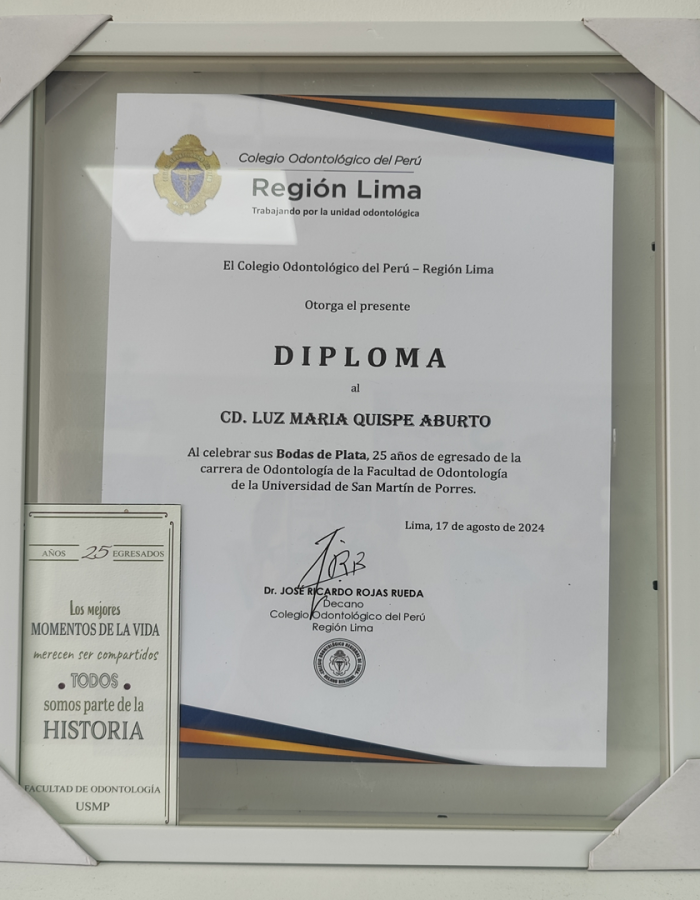 Colegio Odontológico del Perú
Región Lima
Trabajando por la unidad odontológica
El Colegio Odontológico del Perú – Región Lima
Otorga el presente
DIPLOMA
al
CD. LUZ MARIA QUISPE ABURTO
Al celebrar sus Bodas de Plata, 25 años de egresado de la
carrera de Odontología de la Facultad de Odontología
de la Universidad de San Martín de Porres.
Lima, 17 de agosto de 2024
Dr. JOSÉ RICARDO ROJAS RUEDA
Decano
Colegio Odontológico del Perú
Región Lima
AÑOS 25 EGRESADOS
Los mejores
MOMENTOS DE LA VIDA
merecen ser compartidos
TODOS
somos parte de la
HISTORIA
FACULTAD DE ODONTOLOGÍA
USMP